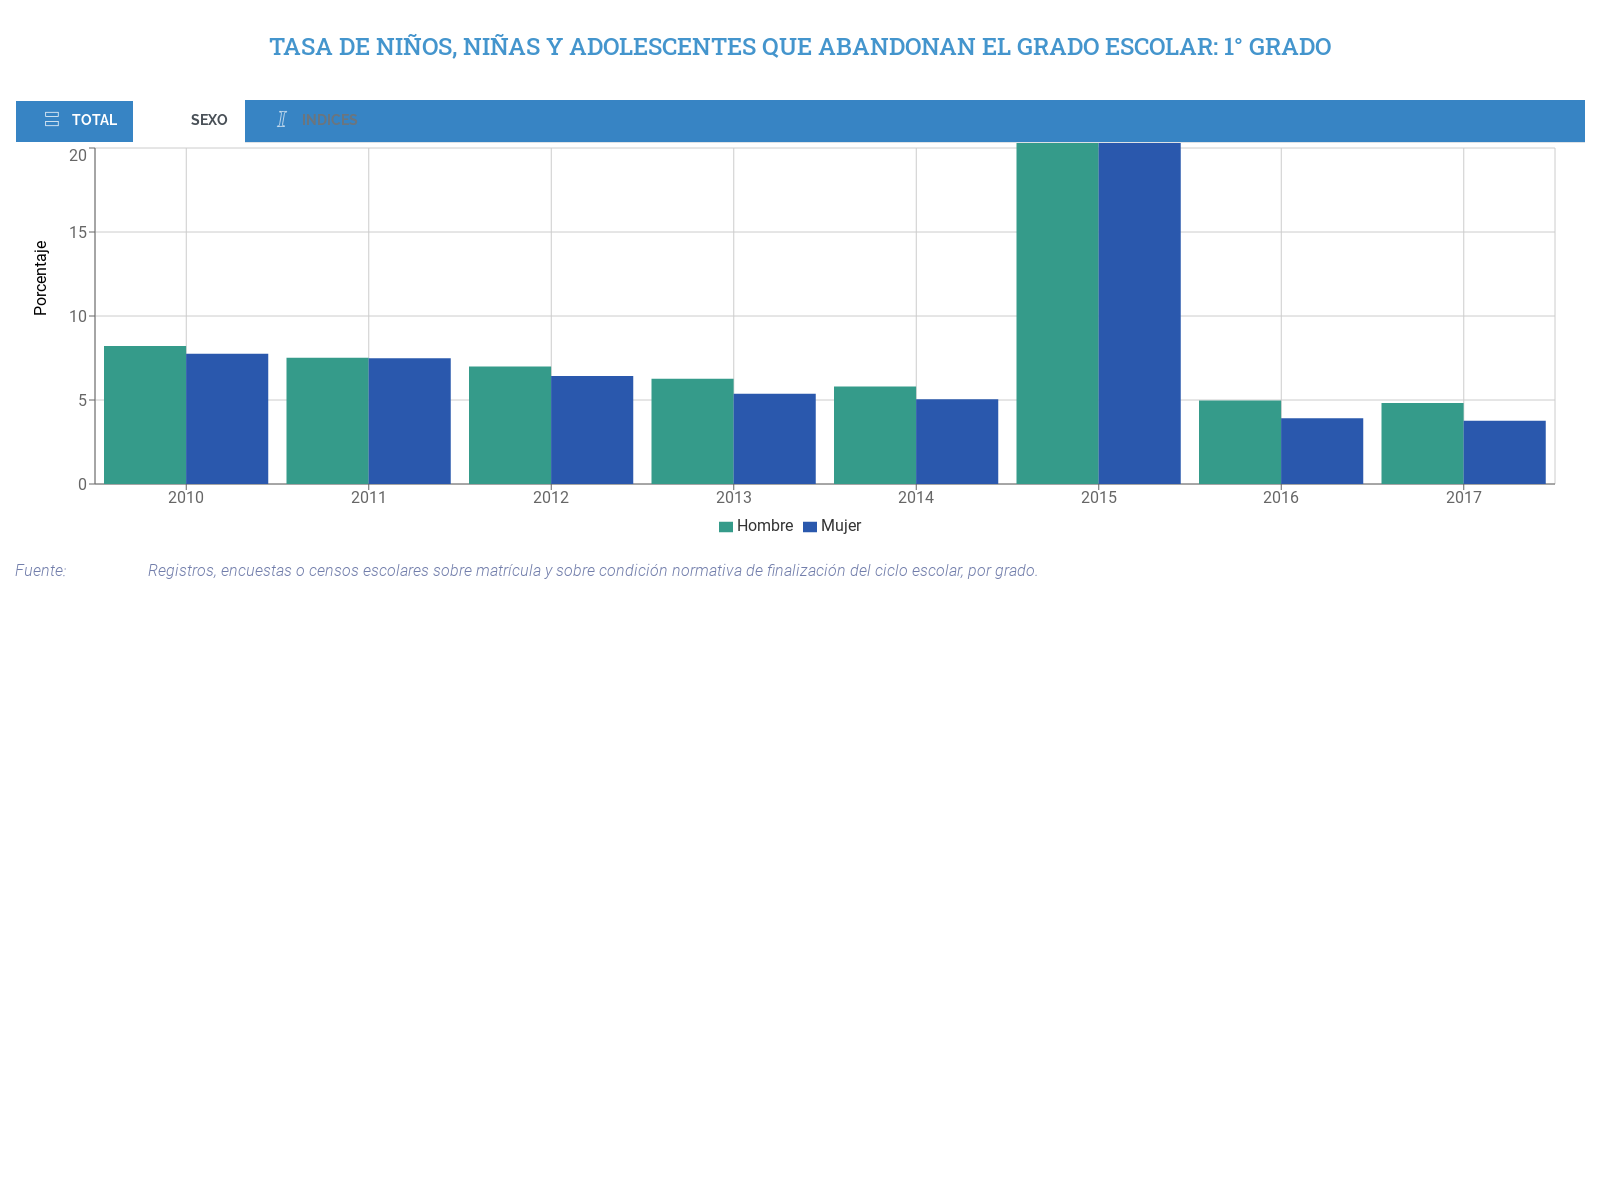 TASA DE NIÑOS, NIÑAS Y ADOLESCENTES QUE ABANDONAN EL GRADO ESCOLAR: 1° GRADO
TOTAL
SEXO
INDICES
Porcentaje
20
15
10
5
0
2010
2011
2012
2013
2014
2015
2016
2017
Hombre
Mujer
Fuente:
Registros, encuestas o censos escolares sobre matrícula y sobre condición normativa de finalización del ciclo escolar, por grado.